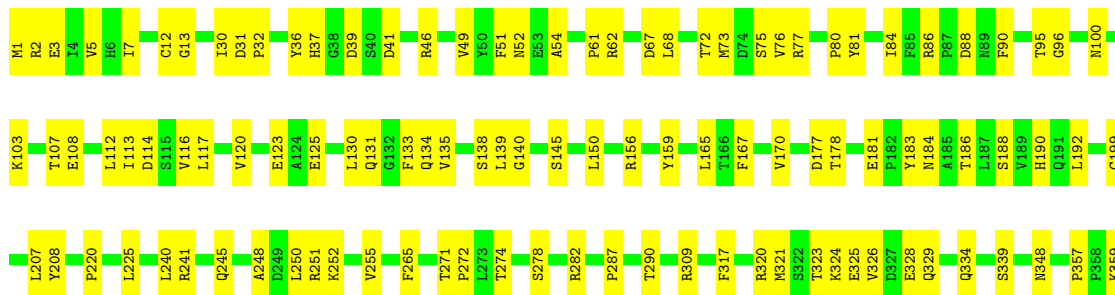 M1 R2 E3 I4 V5 H6 I7 C12 G13 I30 D31 P32 Y36 H37 G38 D39 S40 D41 R46 V49 Y50 F51 N52 E53 A54 P61 R62 D67 L68 T72 M73 D74 S75 V76 R77 P80 Y81 I84 F85 R86 P87 D88 N89 F90 T95 G96 N100
K103 T107 E108 L112 I113 D114 S115 V116 L117 V120 E123 A124 E125 L130 Q131 G132 F133 Q134 V135 S138 L139 G140 S145 L150 R156 Y159 L165 T166 F167 V170 D177 T178 E181 P182 Y183 N184 A185 T186 L187 S188 V189 H190 Q191 L192
L207 Y208 P220 L225 L240 R241 Q245 A248 D249 L250 R251 K252 V255 F265 T271 P272 L273 T274 S278 R282 P287 T290 R309 F317 R320 M321 S322 T323 K324 E325 V326 D327 E328 Q329 Q334 S339 N348 P357 P358